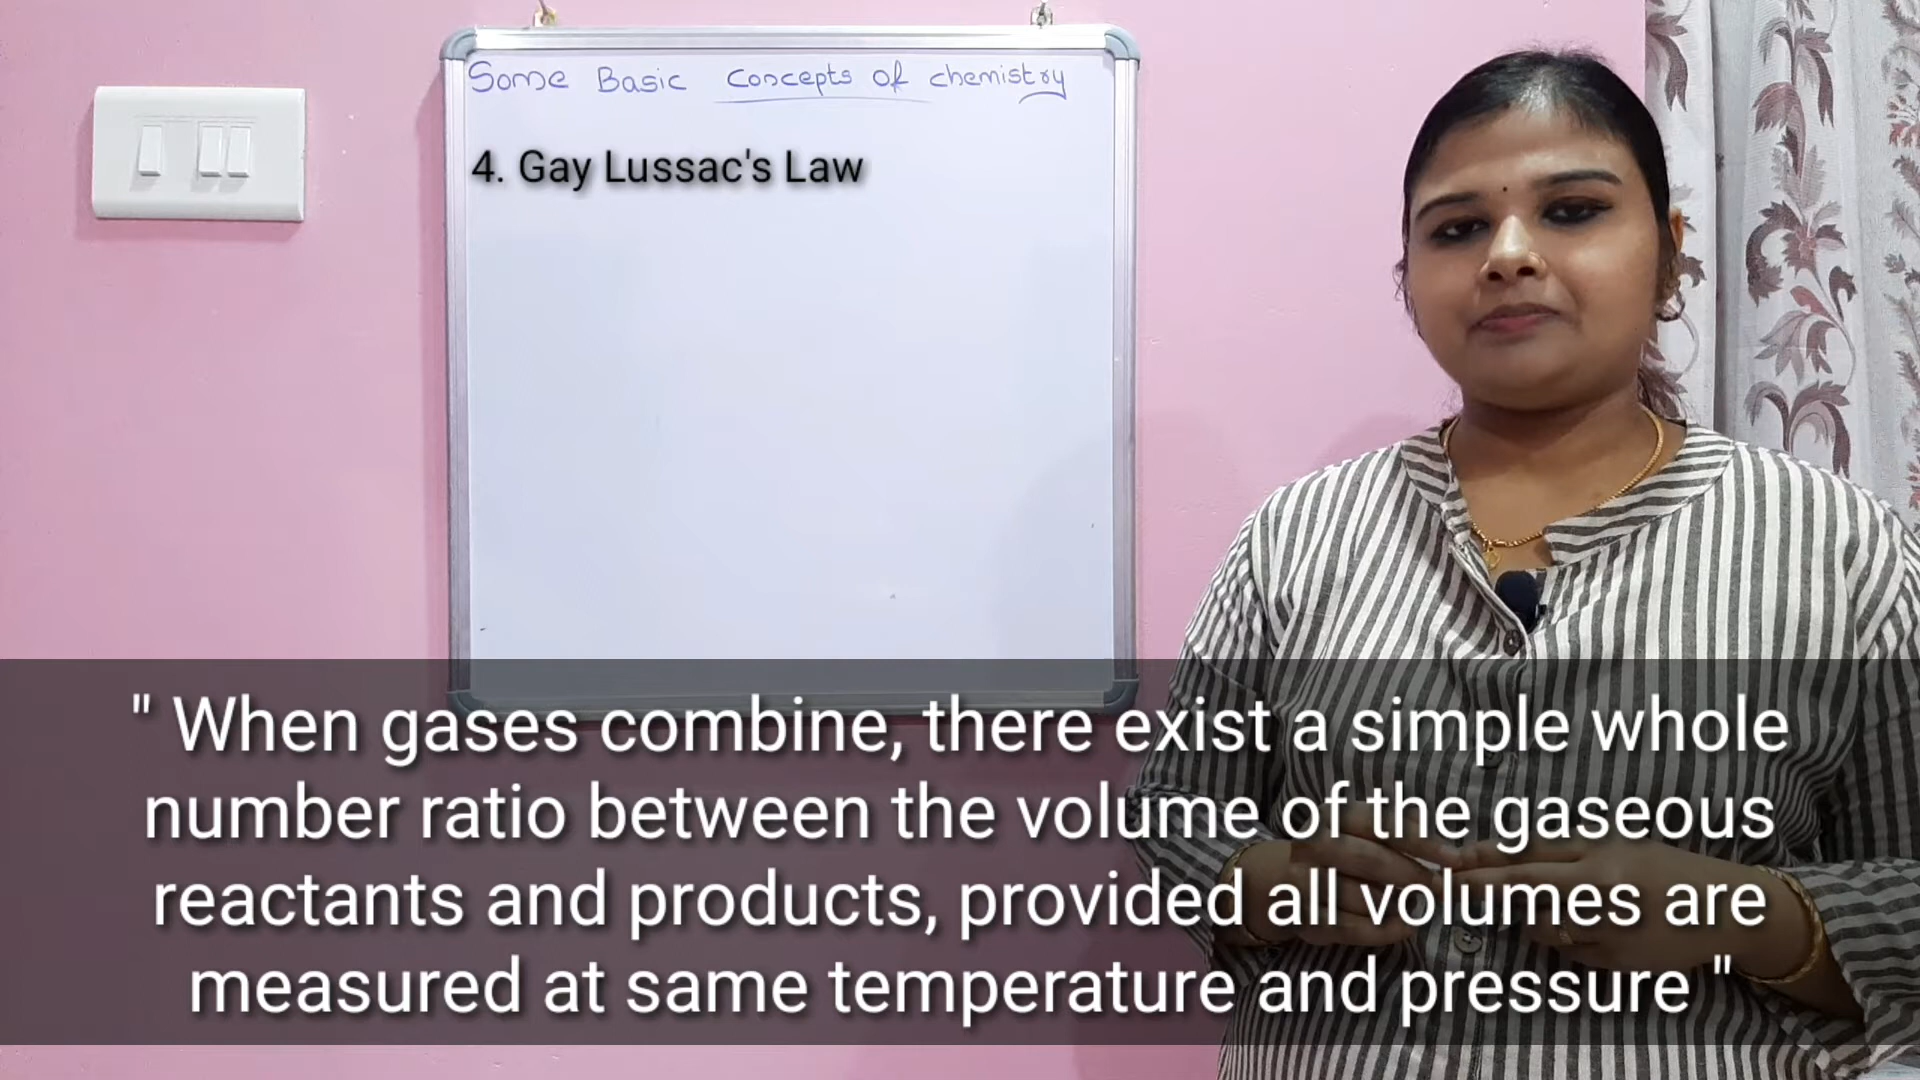 Some Basic Concepts of chemistry
4. Gay Lussac's Law
" When gases combine, there exist a simple whole
number ratio between the volume of the gaseous
reactants and products, provided all volumes are
measured at same temperature and pressure "